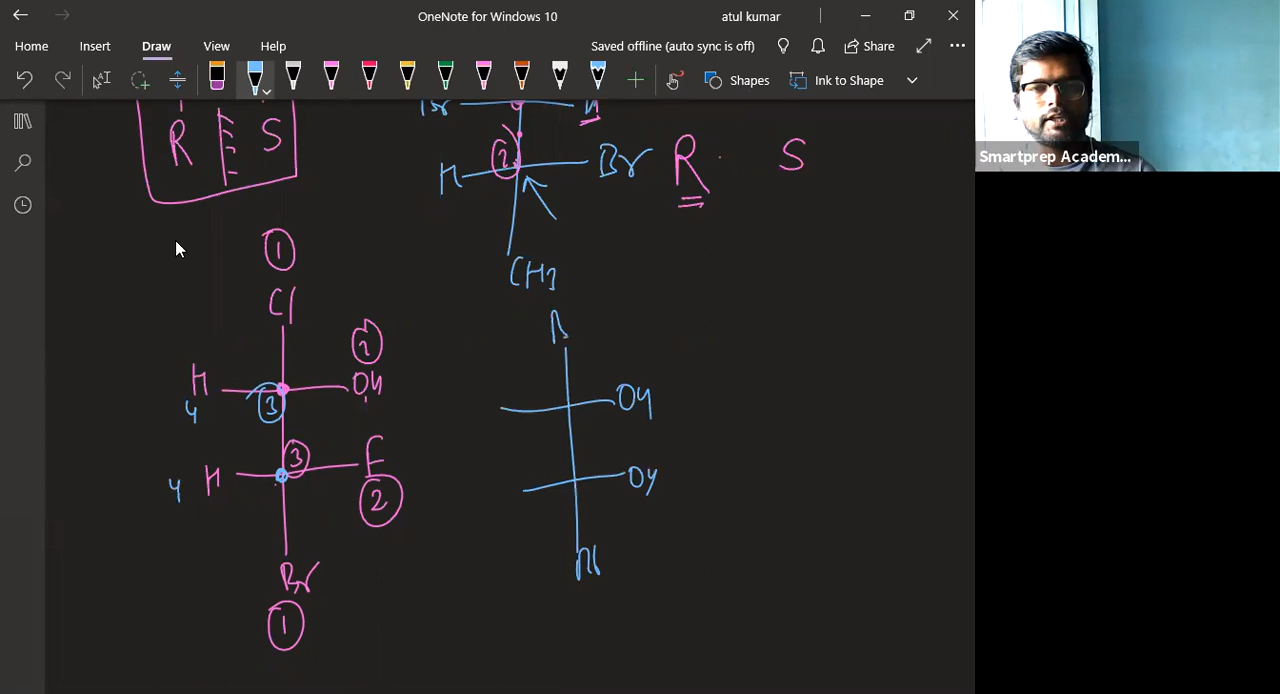 OneNote for Windows 10
atul kumar
Home Insert Draw View Help
Saved offline (auto sync is off)
Share
Shapes
Ink to Shape
Smartprep Academ...
R S
Br H
2
H Br R S
CH3
1
Cl
2
H OH
4 3
3 F
4 H
2
Br
1
OH
OH